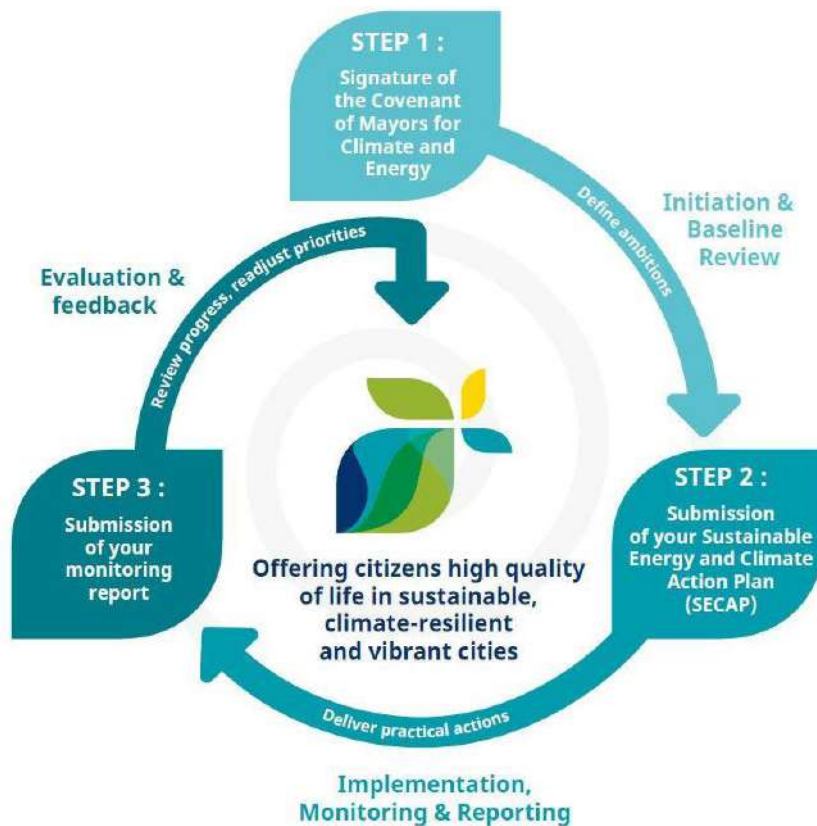 STEP 1 :
Signature of
the Covenant
of Mayors for
Climate and
Energy
Define ambitions
Initiation &
Baseline
Review
STEP 2 :
Submission
of your Sustainable
Energy and Climate
Action Plan
(SECAP)
Deliver practical actions
Implementation,
Monitoring & Reporting
STEP 3 :
Submission
of your
monitoring
report
Review progress, readjust priorities
Evaluation &
feedback
Offering citizens high quality
of life in sustainable,
climate-resilient
and vibrant cities